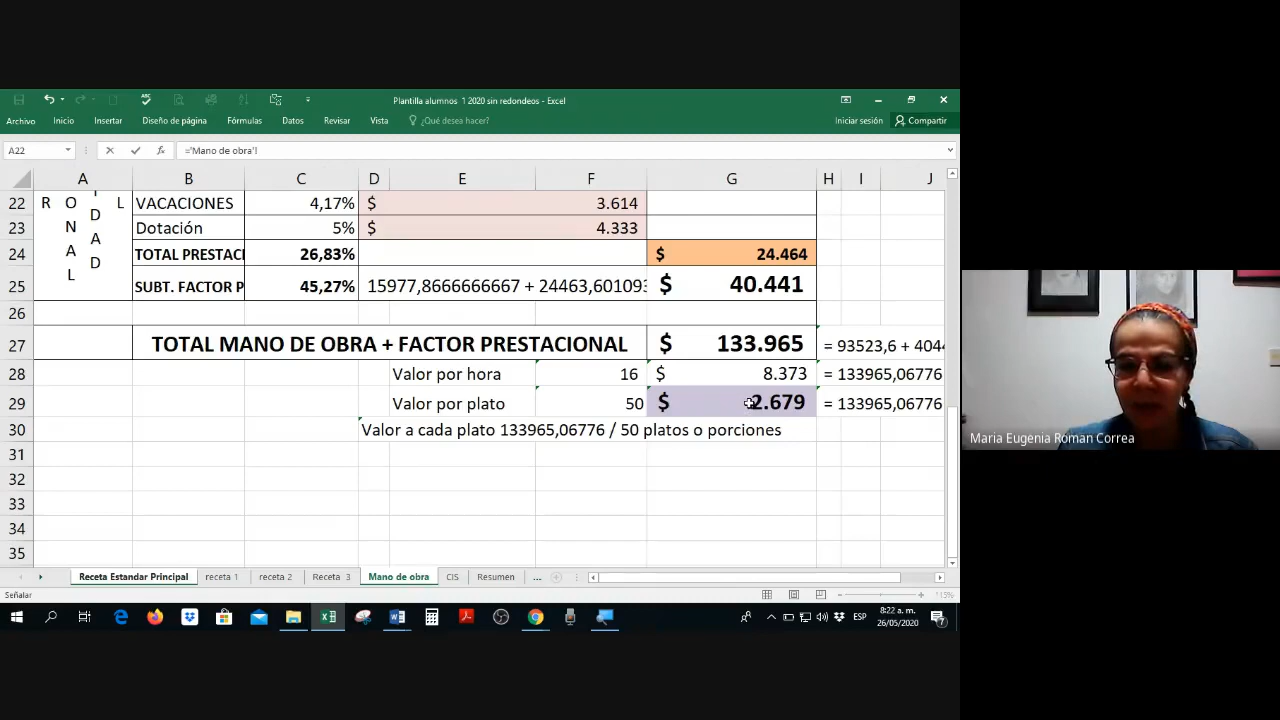 Plantilla alumnos 1 2020 sin redondeos - Excel
Archivo Inicio Insertar Diseño de página Fórmulas Datos Revisar Vista ¿Qué desea hacer? Iniciar sesión Compartir
A22 fx ='Mano de obra'!
A B C D E F G H I J
22 VACACIONES 4,17% $ 3.614
23 Dotación 5% $ 4.333
24 TOTAL PRESTACI 26,83% $ 24.464
25 SUBT. FACTOR P 45,27% 15977,8666666667 + 24463,601093 $ 40.441
R O N A L
D A D
L
26
27 TOTAL MANO DE OBRA + FACTOR PRESTACIONAL $ 133.965 = 93523,6 + 4044
28 Valor por hora 16 $ 8.373 = 133965,06776
29 Valor por plato 50 $ 2.679 = 133965,06776
30 Valor a cada plato 133965,06776 / 50 platos o porciones
31
32
33
34
35
Receta Estandar Principal receta 1 receta 2 Receta 3 Mano de obra CIS Resumen ...
Señalar 115%
ESP 8:22 a. m.
26/05/2020
7
Maria Eugenia Roman Correa